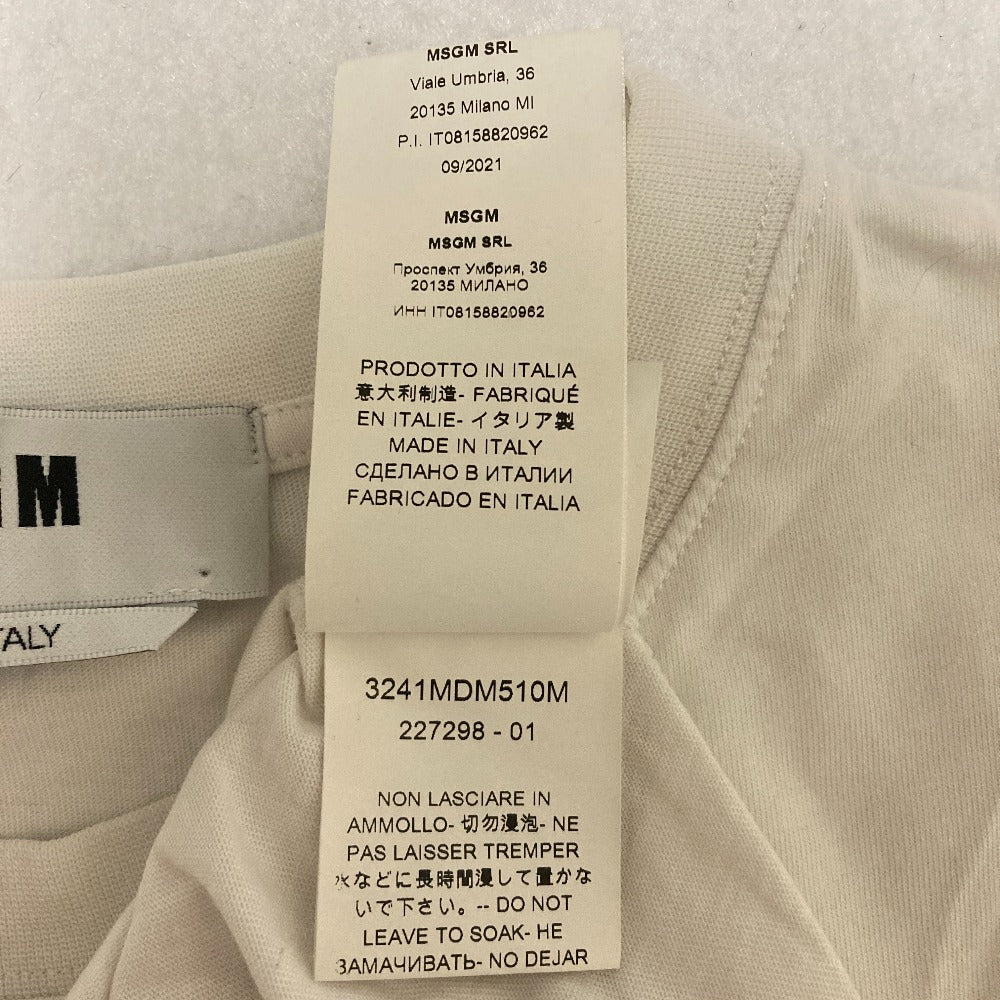 MSGM SRL
Viale Umbria, 36
20135 Milano MI
P.I. IT08158820962
09/2021
MSGM
MSGM SRL
Проспект Умбрия, 36
20135 МИЛАНО
ИНН IT08158820962
PRODOTTO IN ITALIA
意大利制造- FABRIQUÉ
EN ITALIE- イタリア製
MADE IN ITALY
СДЕЛАНО В ИТАЛИИ
FABRICADO EN ITALIA
M
TALY
3241MDM510M
227298 - 01
NON LASCIARE IN
AMMOLLO- 切勿浸泡- NE
PAS LAISSER TREMPER
水などに長時間浸して置かな
いで下さい。-- DO NOT
LEAVE TO SOAK- НЕ
ЗАМАЧИВАТЬ- NO DEJAR